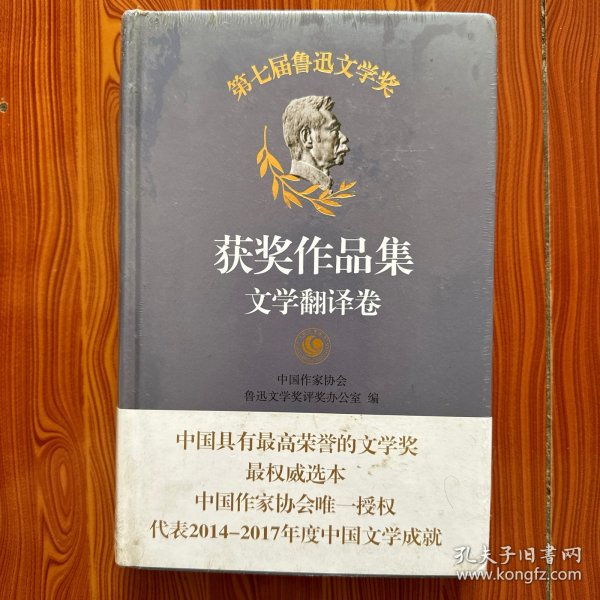 第七届鲁迅文学奖
获奖作品集
文学翻译卷
中国作家协会
鲁迅文学奖评奖办公室 编
中国具有最高荣誉的文学奖
最权威选本
中国作家协会唯一授权
代表2014-2017年度中国文学成就
孔夫子旧书网
www.kongfz.com